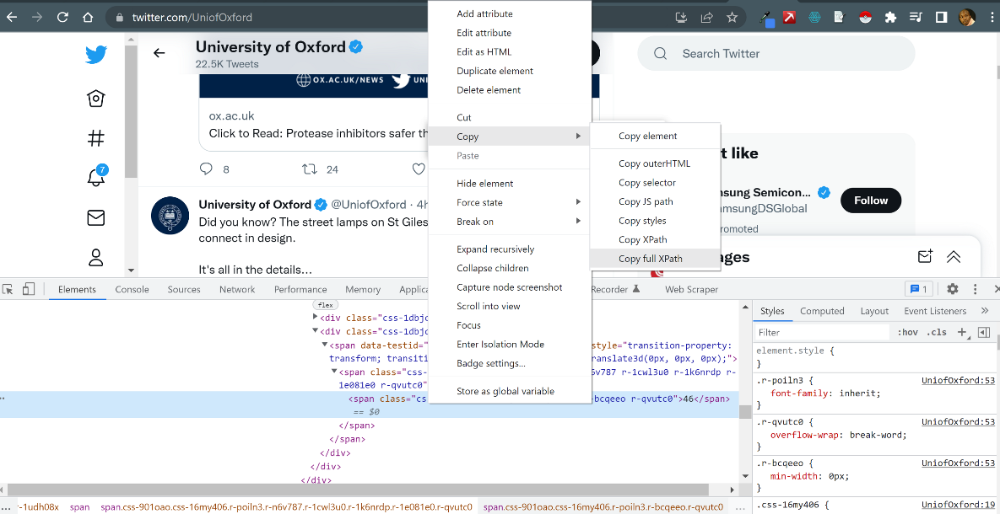 twitter.com/UniofOxford
University of Oxford
22.5K Tweets
Search Twitter
OX.AC.UK/NEWS
UNI
ox.ac.uk
Click to Read: Protease inhibitors safer th
8
24
7
University of Oxford @UniofOxford · 4h
Did you know? The street lamps on St Giles
connect in design.
It's all in the details…
Add attribute
Edit attribute
Edit as HTML
Duplicate element
Delete element
Cut
Copy
Paste
Hide element
Force state
Break on
Expand recursively
Collapse children
Capture node screenshot
Scroll into view
Focus
Enter Isolation Mode
Badge settings...
Store as global variable
Copy element
Copy outerHTML
Copy selector
Copy JS path
Copy styles
Copy XPath
Copy full XPath
t like
sung Semicon...
amsungDSGlobal
romoted
Follow
ages
Elements Console Sources Network Performance Memory Applica
Recorder Web Scraper
1
flex
<div class="css-1dbjc
<div class="css-1dbjc
<span data-testid=" style="transition-property:
transform; transiti ranslate3d(0px, 0px, 0px);">
<span class="css- 6v787 r-1cwl3u0 r-1k6nrdp r-
1e081e0 r-qvutc0"
<span class="cs -bcqeeo r-qvutc0">46</span>
== $0
</span>
</span>
</div>
</div>
</div>
Styles Computed Layout Event Listeners »
Filter :hov .cls +
element.style {
}
.r-poiln3 { UniofOxford:53
font-family: inherit;
}
.r-qvutc0 { UniofOxford:53
overflow-wrap: break-word;
}
.r-bcqeeo { UniofOxford:53
min-width: 0px;
}
.css-16my406 { UniofOxford:19
... r-1udh08x span span.css-901oao.css-16my406.r-poiln3.r-n6v787.r-1cwl3u0.r-1k6nrdp.r-1e081e0.r-qvutc0 span.css-901oao.css-16my406.r-poiln3.r-bcqeeo.r-qvutc0 ...